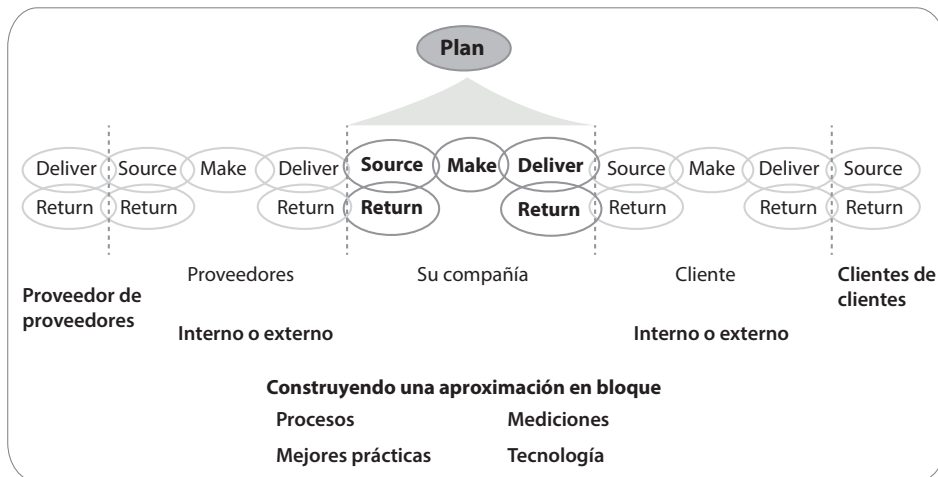 Plan
Deliver Source Make Deliver Source Make Deliver Source Make Deliver Source
Return Return Return Return Return Return Return Return
Proveedores Su compañía Cliente Clientes de
clientes
Proveedor de
proveedores
Interno o externo Interno o externo
Construyendo una aproximación en bloque
Procesos Mediciones
Mejores prácticas Tecnología